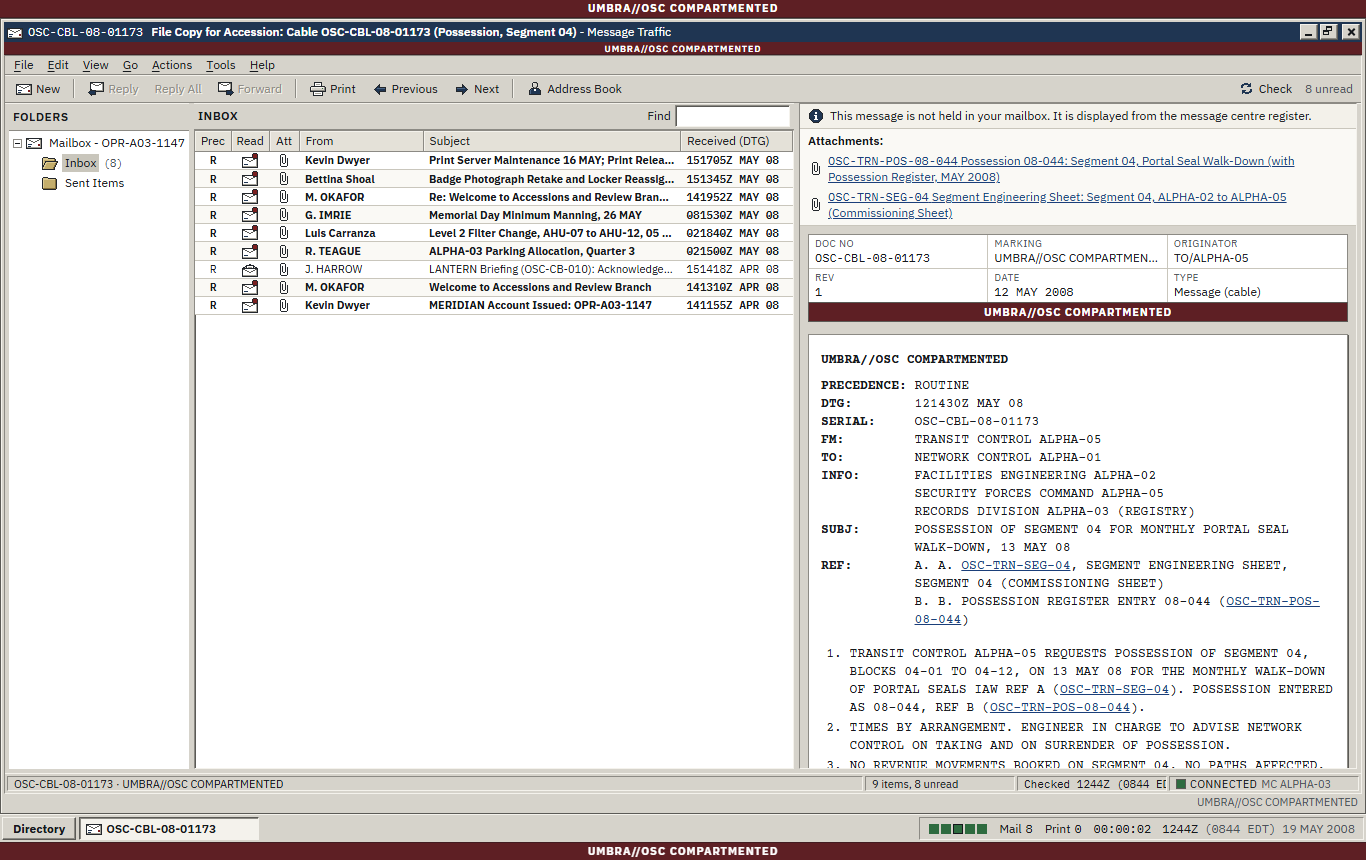 UMBRA//OSC COMPARTMENTED
OSC-CBL-08-01173 File Copy for Accession: Cable OSC-CBL-08-01173 (Possession, Segment 04) - Message Traffic
UMBRA//OSC COMPARTMENTED
File Edit View Go Actions Tools Help
New Reply Reply All Forward Print Previous Next Address Book Check 8 unread
FOLDERS
Mailbox - OPR-A03-1147
Inbox (8)
Sent Items
INBOX Find
Prec Read Att From Subject Received (DTG)
R Kevin Dwyer Print Server Maintenance 16 MAY; Print Relea... 151705Z MAY 08
R Bettina Shoal Badge Photograph Retake and Locker Reassig... 151345Z MAY 08
R M. OKAFOR Re: Welcome to Accessions and Review Bran... 141952Z MAY 08
R G. IMRIE Memorial Day Minimum Manning, 26 MAY 081530Z MAY 08
R Luis Carranza Level 2 Filter Change, AHU-07 to AHU-12, 05 ... 021840Z MAY 08
R R. TEAGUE ALPHA-03 Parking Allocation, Quarter 3 021500Z MAY 08
R J. HARROW LANTERN Briefing (OSC-CB-010): Acknowledge... 151418Z APR 08
R M. OKAFOR Welcome to Accessions and Review Branch 141310Z APR 08
R Kevin Dwyer MERIDIAN Account Issued: OPR-A03-1147 141155Z APR 08
This message is not held in your mailbox. It is displayed from the message centre register.
Attachments:
OSC-TRN-POS-08-044 Possession 08-044: Segment 04, Portal Seal Walk-Down (with
Possession Register, MAY 2008)
OSC-TRN-SEG-04 Segment Engineering Sheet: Segment 04, ALPHA-02 to ALPHA-05
(Commissioning Sheet)
DOC NO MARKING ORIGINATOR
OSC-CBL-08-01173 UMBRA//OSC COMPARTMEN... TO/ALPHA-05
REV DATE TYPE
1 12 MAY 2008 Message (cable)
UMBRA//OSC COMPARTMENTED
UMBRA//OSC COMPARTMENTED
PRECEDENCE: ROUTINE
DTG: 121430Z MAY 08
SERIAL: OSC-CBL-08-01173
FM: TRANSIT CONTROL ALPHA-05
TO: NETWORK CONTROL ALPHA-01
INFO: FACILITIES ENGINEERING ALPHA-02
SECURITY FORCES COMMAND ALPHA-05
RECORDS DIVISION ALPHA-03 (REGISTRY)
SUBJ: POSSESSION OF SEGMENT 04 FOR MONTHLY PORTAL SEAL
WALK-DOWN, 13 MAY 08
REF: A. A. OSC-TRN-SEG-04, SEGMENT ENGINEERING SHEET,
SEGMENT 04 (COMMISSIONING SHEET)
B. B. POSSESSION REGISTER ENTRY 08-044 (OSC-TRN-POS-
08-044)
1. TRANSIT CONTROL ALPHA-05 REQUESTS POSSESSION OF SEGMENT 04,
BLOCKS 04-01 TO 04-12, ON 13 MAY 08 FOR THE MONTHLY WALK-DOWN
OF PORTAL SEALS IAW REF A (OSC-TRN-SEG-04). POSSESSION ENTERED
AS 08-044, REF B (OSC-TRN-POS-08-044).
2. TIMES BY ARRANGEMENT. ENGINEER IN CHARGE TO ADVISE NETWORK
CONTROL ON TAKING AND ON SURRENDER OF POSSESSION.
3. NO REVENUE MOVEMENTS BOOKED ON SEGMENT 04. NO PATHS AFFECTED.
OSC-CBL-08-01173 · UMBRA//OSC COMPARTMENTED 9 items, 8 unread Checked 1244Z (0844 ED CONNECTED MC ALPHA-03
UMBRA//OSC COMPARTMENTED
Directory OSC-CBL-08-01173 Mail 8 Print 0 00:00:02 1244Z (0844 EDT) 19 MAY 2008
UMBRA//OSC COMPARTMENTED